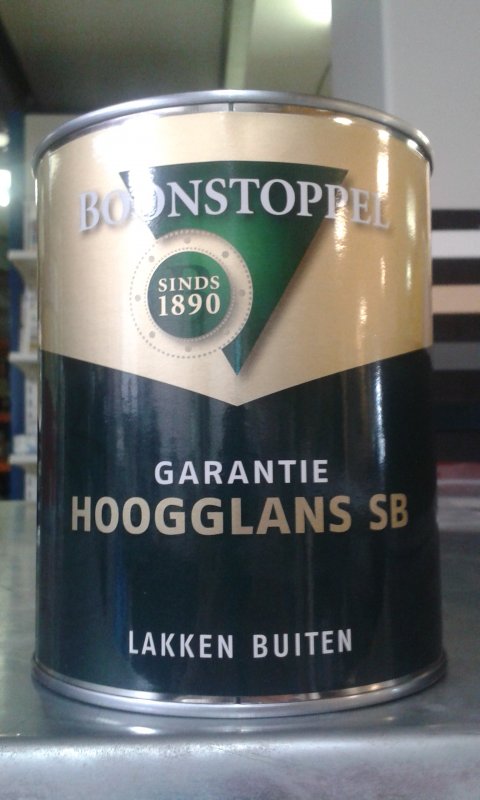 BOONSTOPPEL
SINDS
1890
GARANTIE
HOOGGLANS SB
LAKKEN BUITEN